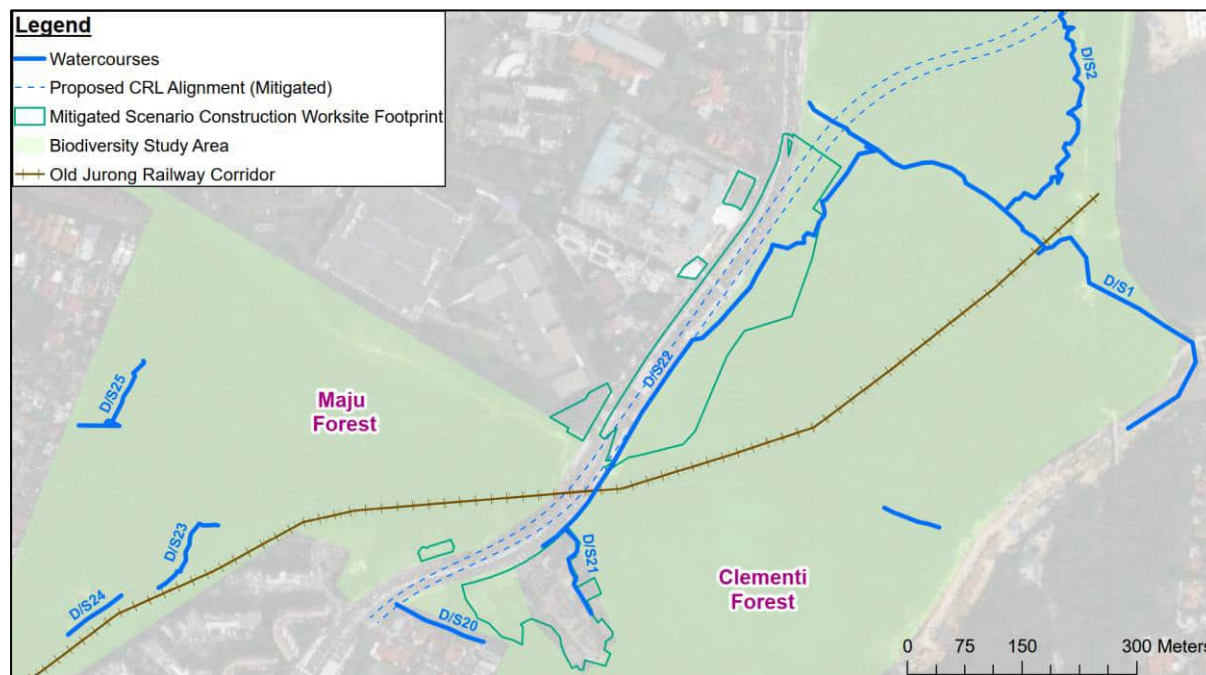 Legend
Watercourses
Proposed CRL Alignment (Mitigated)
Mitigated Scenario Construction Worksite Footprint
Biodiversity Study Area
Old Jurong Railway Corridor
D/S2
D/S1
D/S22
D/S25
Maju
Forest
D/S23
D/S21
D/S24
D/S20
Clementi
Forest
0 75 150 300 Meters